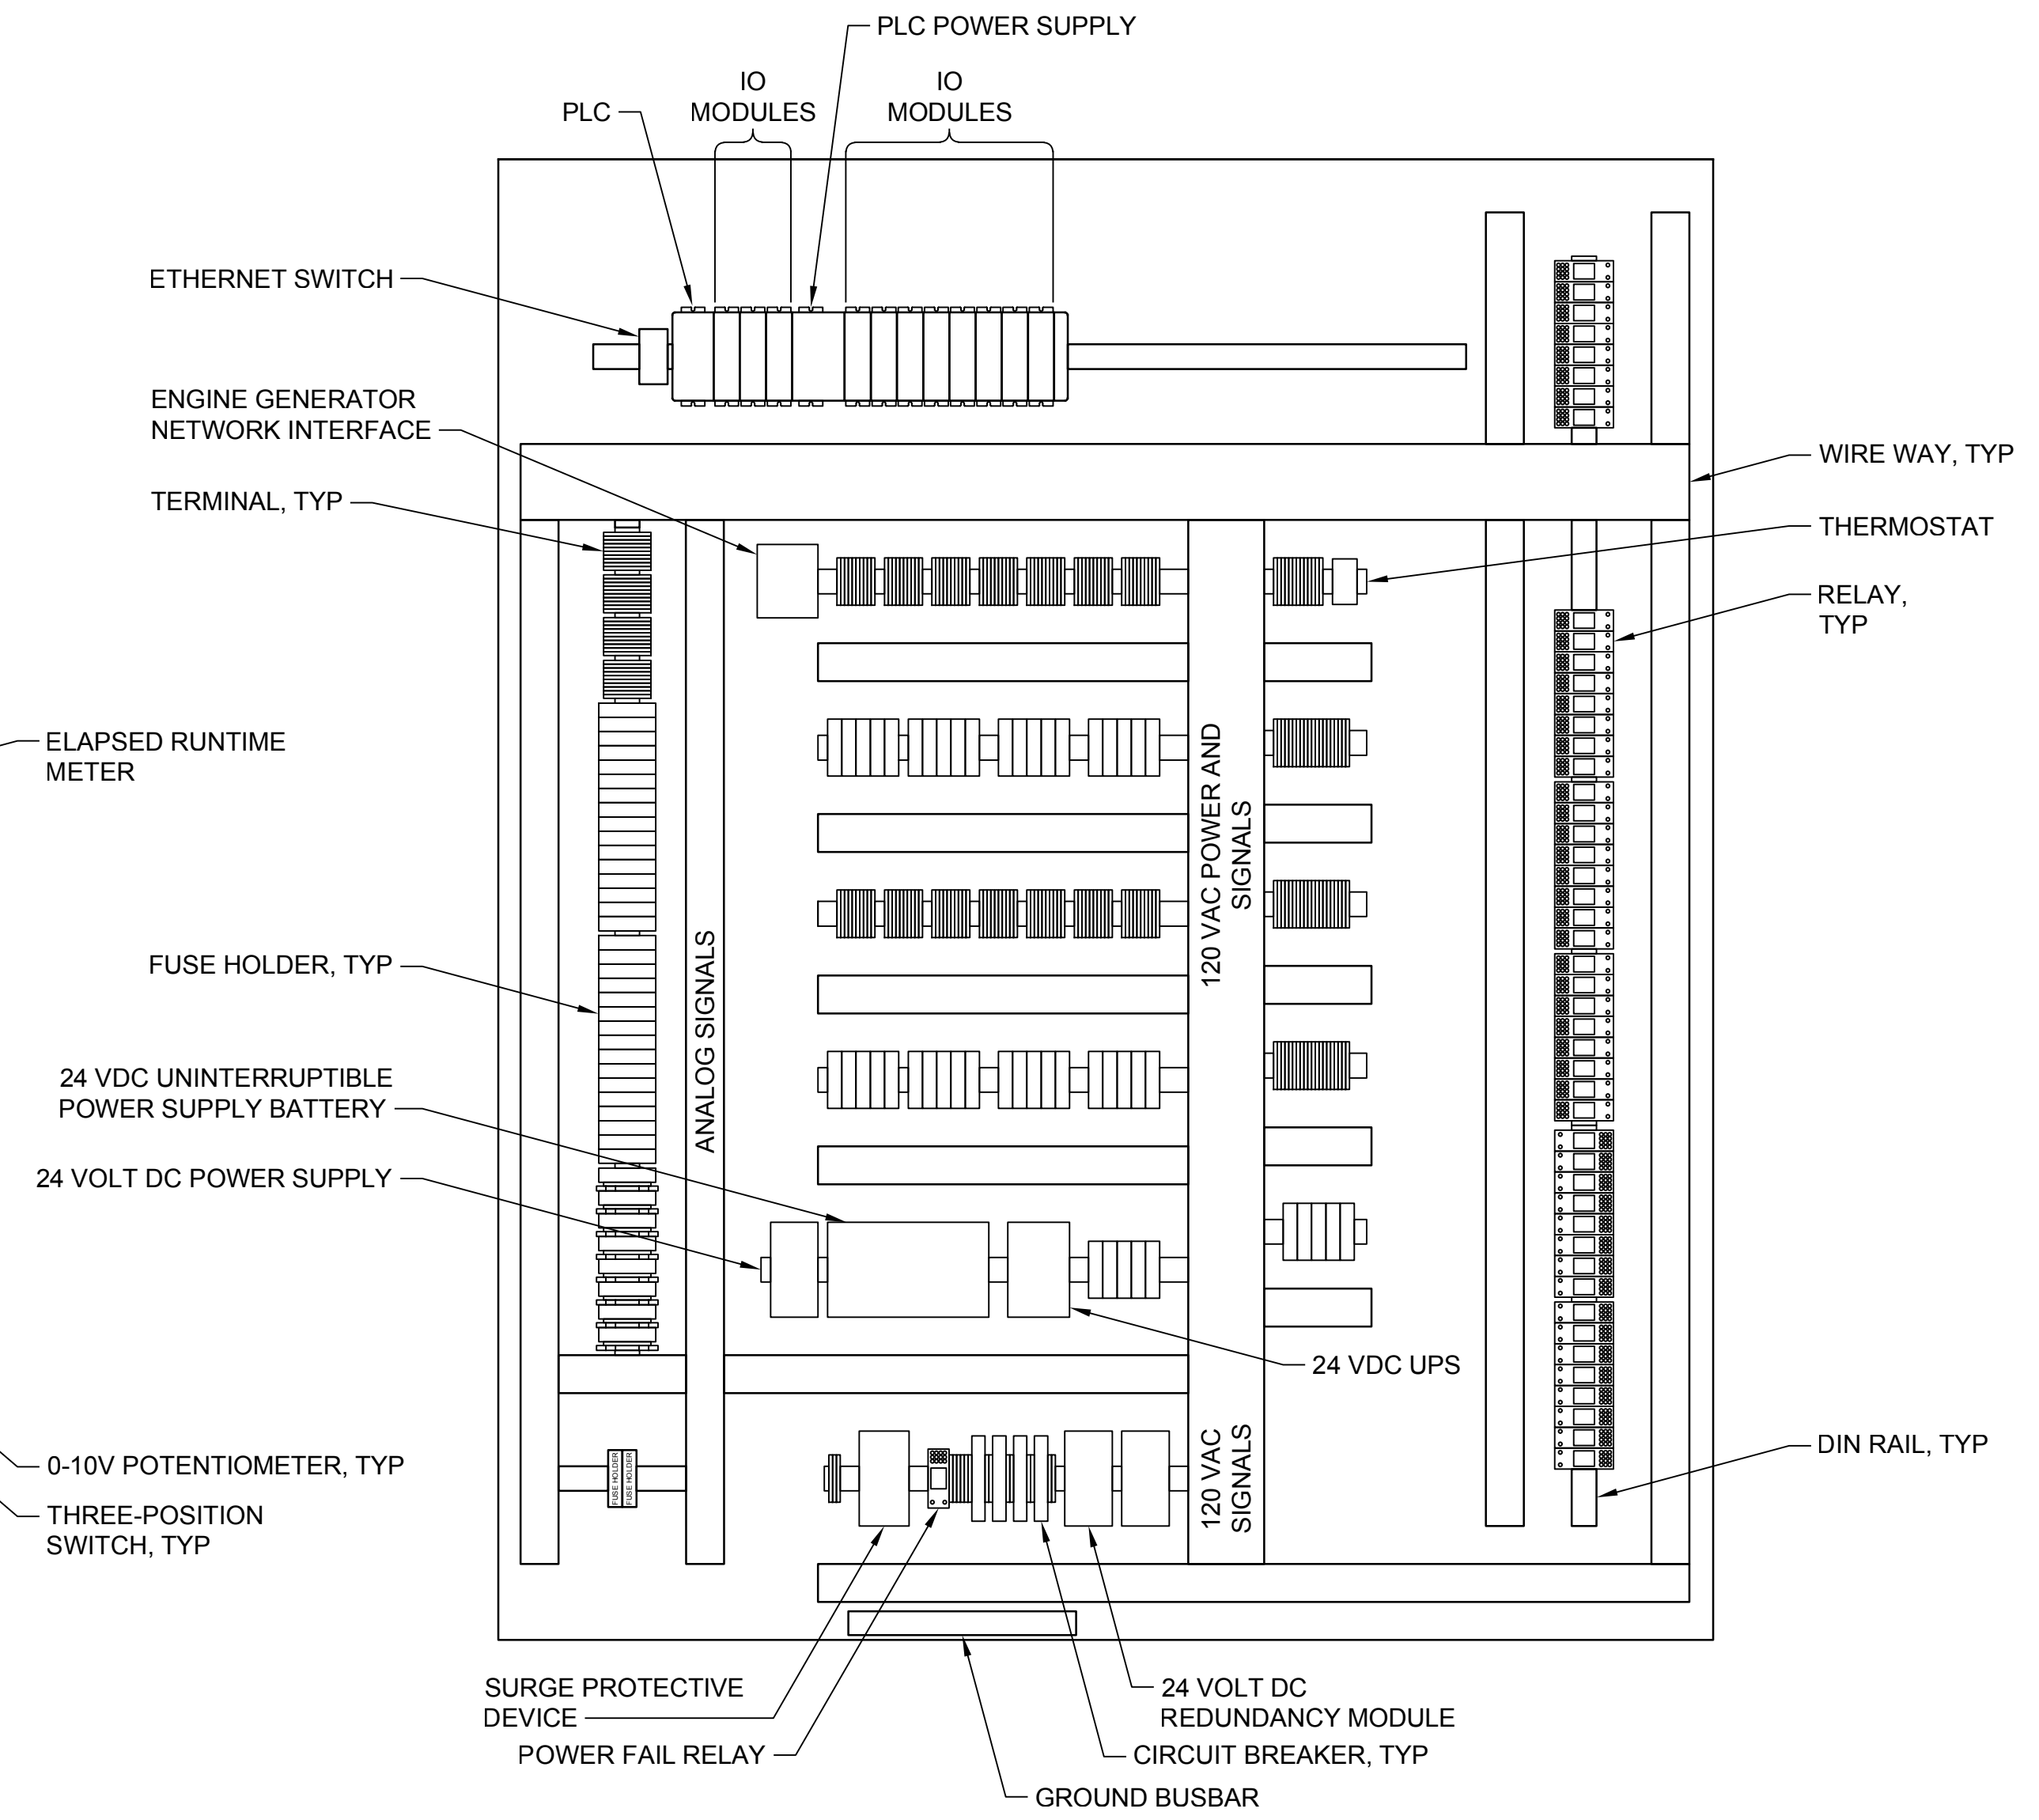 PLC POWER SUPPLY
IO
MODULES
IO
MODULES
PLC
ETHERNET SWITCH
ENGINE GENERATOR
NETWORK INTERFACE
TERMINAL, TYP
WIRE WAY, TYP
THERMOSTAT
RELAY,
TYP
ELAPSED RUNTIME
METER
120 VAC POWER AND
SIGNALS
ANALOG SIGNALS
FUSE HOLDER, TYP
24 VDC UNINTERRUPTIBLE
POWER SUPPLY BATTERY
24 VOLT DC POWER SUPPLY
24 VDC UPS
120 VAC
SIGNALS
DIN RAIL, TYP
0-10V POTENTIOMETER, TYP
FUSE HOLDER
FUSE HOLDER
THREE-POSITION
SWITCH, TYP
SURGE PROTECTIVE
DEVICE
24 VOLT DC
REDUNDANCY MODULE
POWER FAIL RELAY
CIRCUIT BREAKER, TYP
GROUND BUSBAR